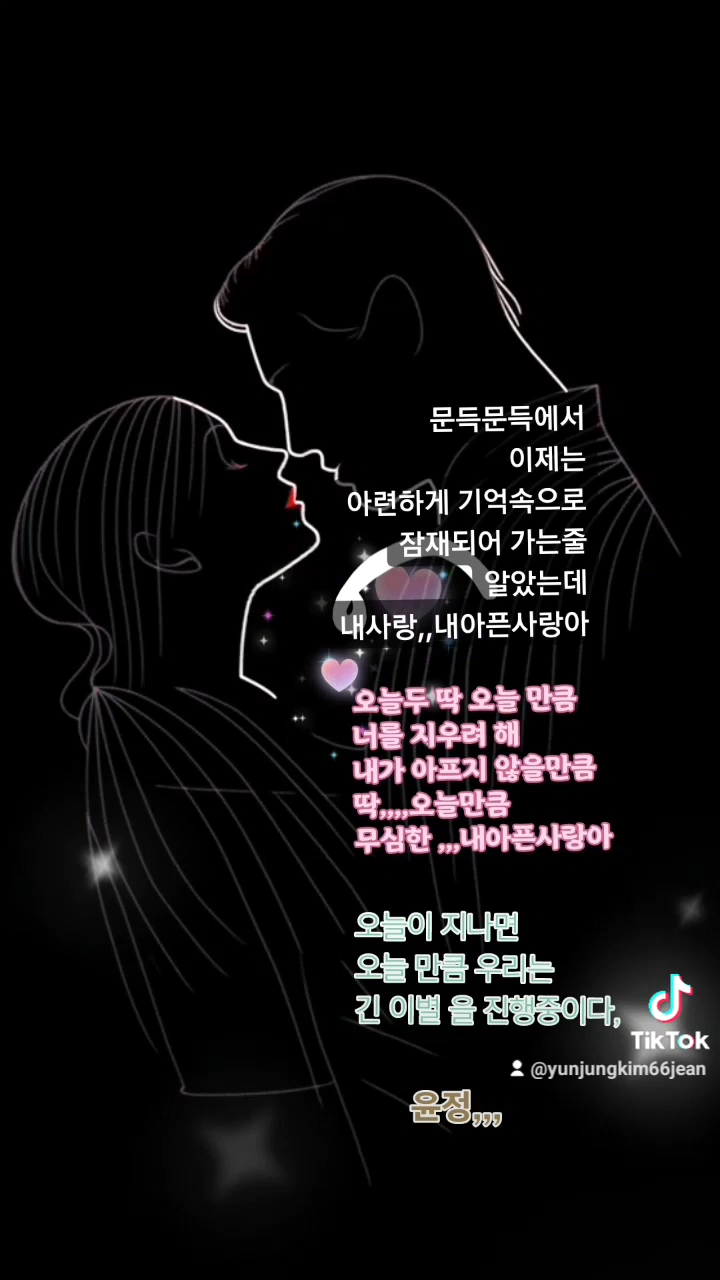 문득문득에서
이제는
아련하게 기억속으로
잠재되어 가는줄
알았는데
내사랑,,내아픈사랑아
오늘두 딱 오늘 만큼
너를 지우려 해
내가 아프지 않을만큼
딱,,,,오늘만큼
무심한 ,,,내아픈사랑아
오늘이 지나면
오늘 만큼 우리는
긴 이별 을 진행중이다,
TikTok
@yunjungkim66jean
윤정,,,